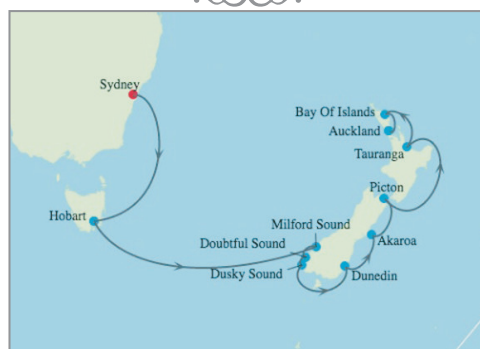 Sydney
Bay Of Islands
Auckland
Tauranga
Picton
Hobart
Milford Sound
Doubtful Sound
Akaroa
Dusky Sound
Dunedin